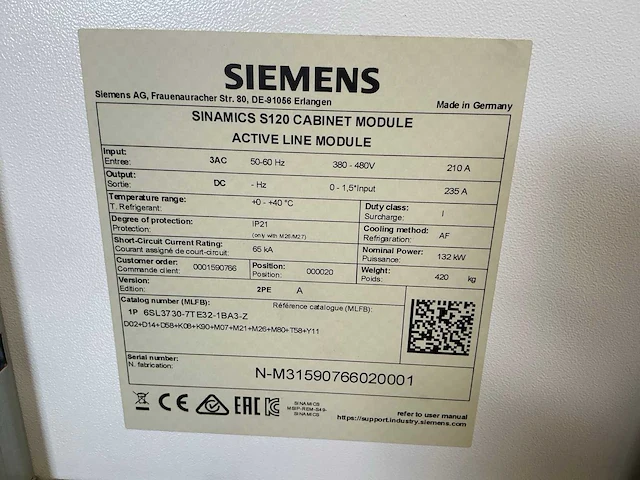 SIEMENS
Siemens AG, Frauenauracher Str. 80, DE-91056 Erlangen
Made in Germany
SINAMICS S120 CABINET MODULE
ACTIVE LINE MODULE
Input: 3AC 50-60 Hz 380 - 480V 210 A
Entree:
Output: DC - Hz 0 - 1,5*Input 235 A
Sortie:
Temperature range: +0 - +40 °C Duty class: I
T. Refrigerant: Surcharge:
Degree of protection: IP21 Cooling method: AF
Protection: (only with M26/M27) Refrigaration:
Short-Circuit Current Rating: 65 kA Nominal Power: 132 kW
Courant assigné de court-circuit: Puissance:
Customer order: 0001590766 Position: 000020 Weight: 420 kg
Commande client: Position: Poids:
Version: 2PE A
Edition:
Catalog number (MLFB): Référence catalogue (MLFB):
1P 6SL3730-7TE32-1BA3-Z
D02+D14+D58+K08+K90+M07+M21+M26+M80+T58+Y11
Serial number:
N. fabrication: N-M31590766020001
CE EAC
SINAMICS
SINAMICS
refer to user manual
https://support.industry.siemens.com